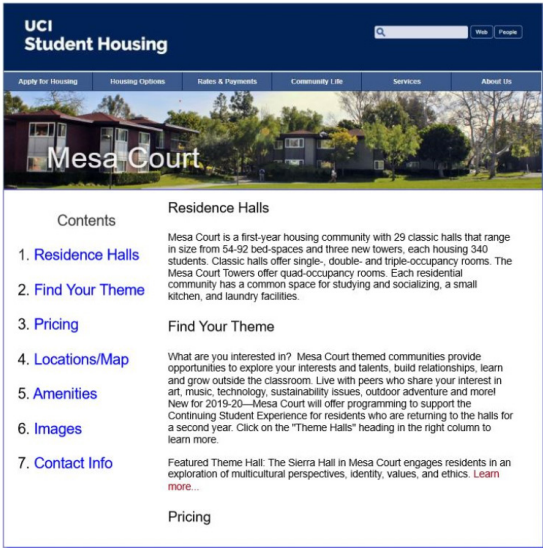 UCI
Student Housing
Web
People
Apply for Housing
Housing Options
Rates & Payments
Community Life
Services
About Us
Mesa Court
Contents
1. Residence Halls
2. Find Your Theme
3. Pricing
4. Locations/Map
5. Amenities
6. Images
7. Contact Info
Residence Halls
Mesa Court is a first-year housing community with 29 classic halls that range
in size from 54-92 bed-spaces and three new towers, each housing 340
students. Classic halls offer single-, double- and triple-occupancy rooms. The
Mesa Court Towers offer quad-occupancy rooms. Each residential
community has a common space for studying and socializing, a small
kitchen, and laundry facilities.
Find Your Theme
What are you interested in? Mesa Court themed communities provide
opportunities to explore your interests and talents, build relationships, learn
and grow outside the classroom. Live with peers who share your interest in
art, music, technology, sustainability issues, outdoor adventure and more!
New for 2019-20—Mesa Court will offer programming to support the
Continuing Student Experience for residents who are returning to the halls for
a second year. Click on the "Theme Halls" heading in the right column to
learn more.
Featured Theme Hall: The Sierra Hall in Mesa Court engages residents in an
exploration of multicultural perspectives, identity, values, and ethics. Learn
more...
Pricing